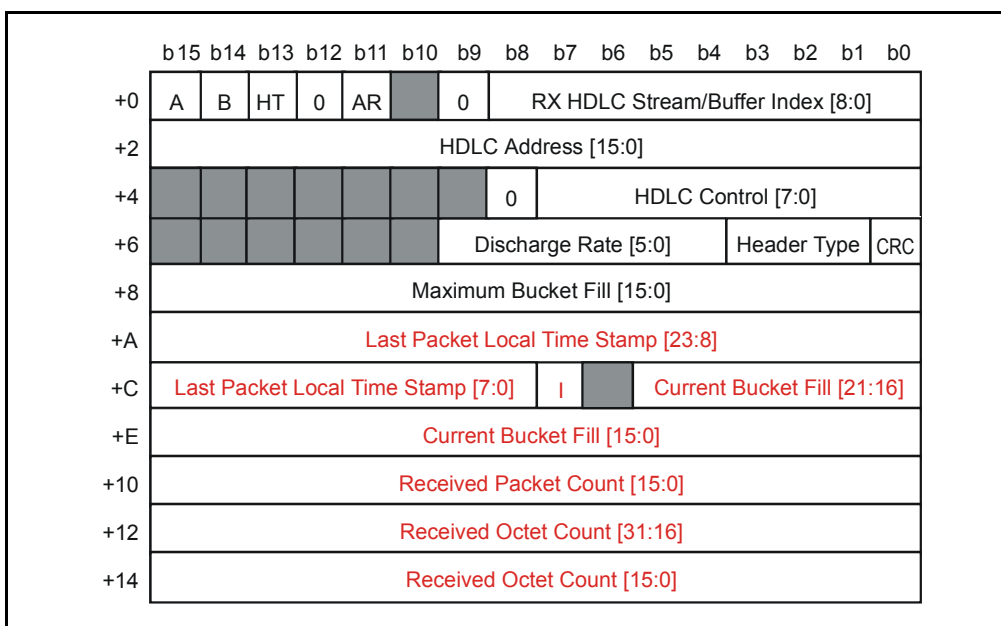 b15 b14 b13 b12 b11 b10 b9 b8 b7 b6 b5 b4 b3 b2 b1 b0
+0 A B HT 0 AR 0 RX HDLC Stream/Buffer Index [8:0]
+2 HDLC Address [15:0]
+4 0 HDLC Control [7:0]
+6 Discharge Rate [5:0] Header Type CRC
+8 Maximum Bucket Fill [15:0]
+A Last Packet Local Time Stamp [23:8]
+C Last Packet Local Time Stamp [7:0] I Current Bucket Fill [21:16]
+E Current Bucket Fill [15:0]
+10 Received Packet Count [15:0]
+12 Received Octet Count [31:16]
+14 Received Octet Count [15:0]